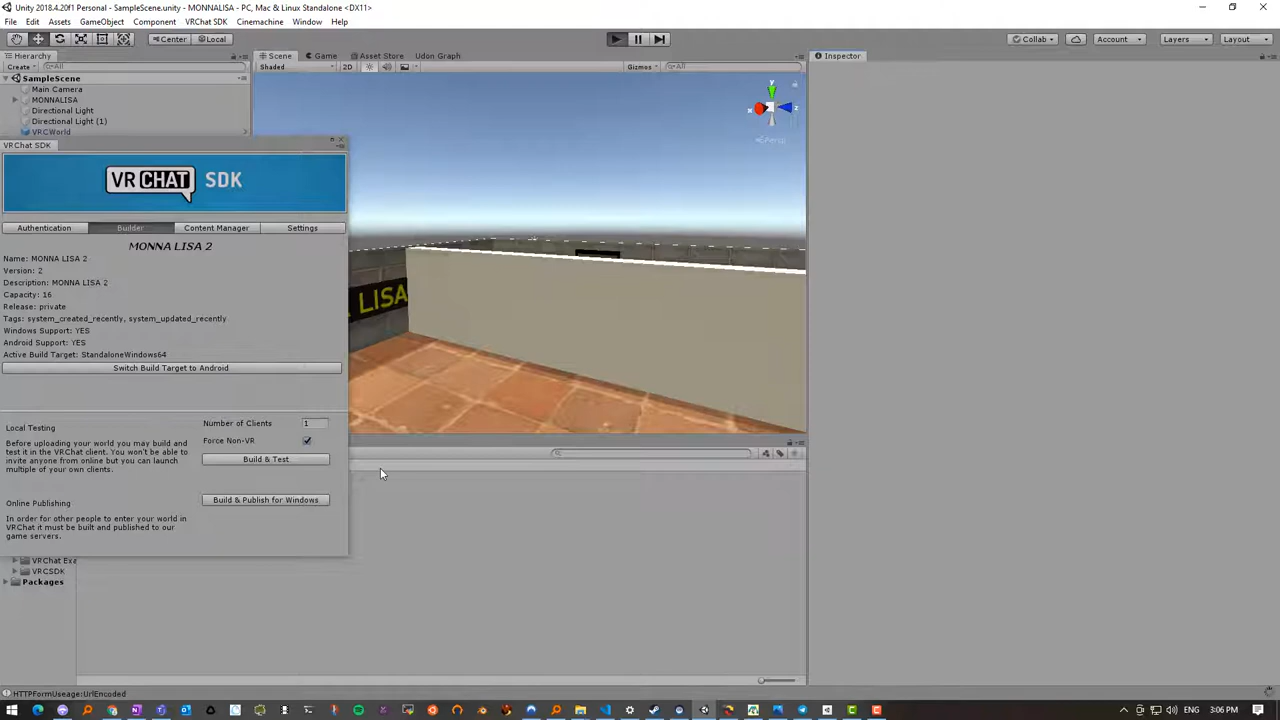 Unity 2018.4.20f1 Personal - SampleScene.unity - MONNALISA - PC, Mac & Linux Standalone <DX11>
File Edit Assets GameObject Component VRChat SDK Cinemachine Window Help
Center Local Collab Account Layers Layout
Hierarchy Scene Game Asset Store Udon Graph Inspector
Create All Shaded 2D Gizmos All
SampleScene
Main Camera
MONNALISA
Directional Light
Directional Light (1)
VRCWorld
y
x z
Persp
VRChat SDK
VRCHAT SDK
Authentication Builder Content Manager Settings
MONNA LISA 2
Name: MONNA LISA 2
Version: 2
Description: MONNA LISA 2
Capacity: 16
Release: private
Tags: system_created_recently, system_updated_recently
Windows Support: YES
Android Support: YES
Active Build Target: StandaloneWindows64
Switch Build Target to Android
LISA
Local Testing
Before uploading your world you may build and
test it in the VRChat client. You won't be able to
invite anyone from online but you can launch
multiple of your own clients.
Number of Clients 1
Force Non-VR
Build & Test
Online Publishing
In order for other people to enter your world in
VRChat it must be built and published to our
game servers.
Build & Publish for Windows
VRChat Exa
VRCSDK
Packages
HTTPFormUseage:UrlEncoded
ENG 3:06 PM